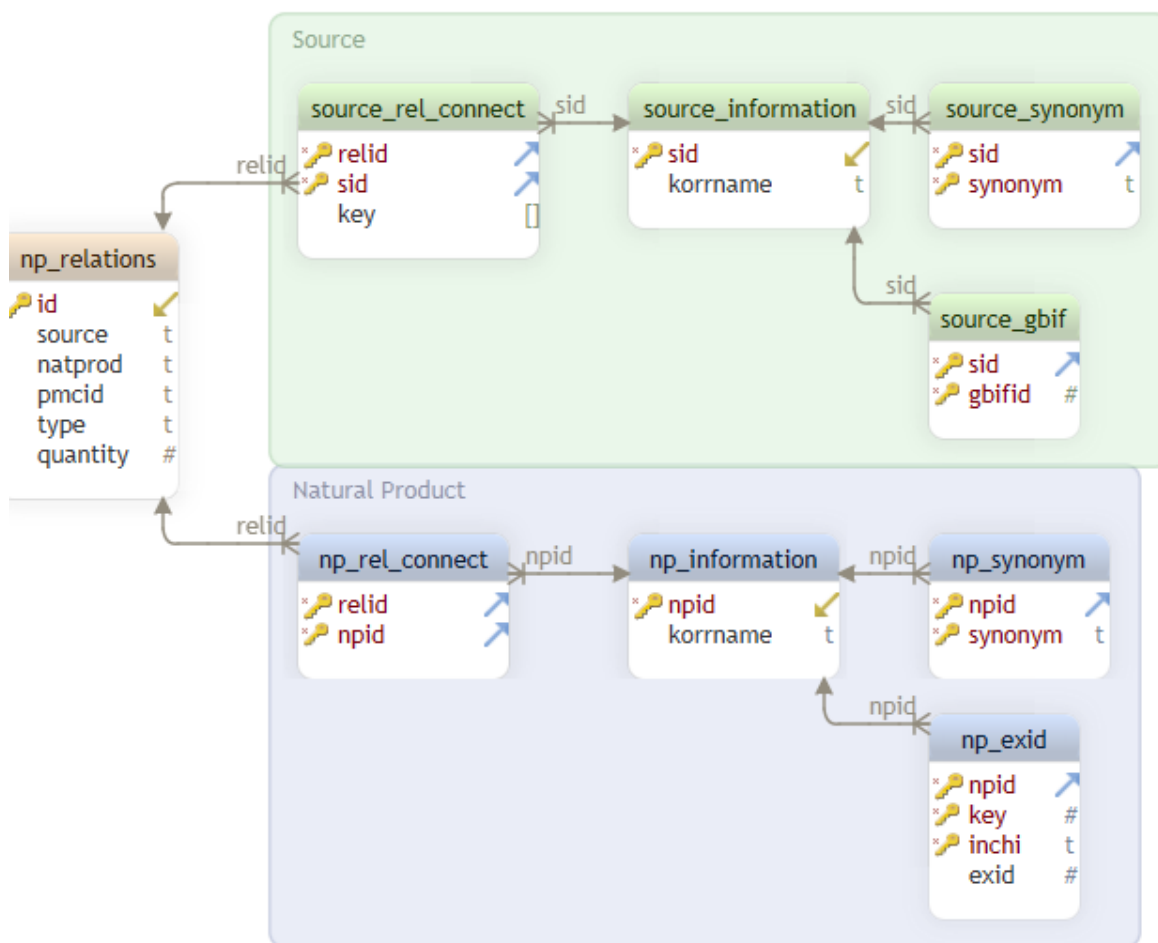 Source
source_rel_connect
relid
sid
key []
sid
source_information
sid
korrname t
sid
source_synonym
sid
synonym t
relid
np_relations
id
source t
natprod t
pmcid t
type t
quantity #
sid
source_gbif
sid
gbifid #
Natural Product
relid
np_rel_connect
relid
npid
npid
np_information
npid
korrname t
npid
np_synonym
npid
synonym t
npid
np_exid
npid
key #
inchi t
exid #